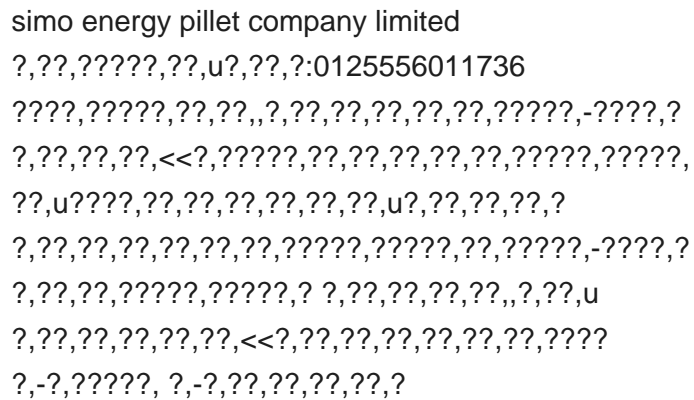 simo energy pillet company limited
?,??,?????,??,u?,??,?:0125556011736
????,?????,??,??,,?,??,??,??,??,??,?????,-????,?
?,??,??,??,<<?,?????,??,??,??,??,??,?????,?????,
??,u????,??,??,??,??,??,??,u?,??,??,??,?
?,??,??,??,??,??,??,?????,?????,??,?????,-????,?
?,??,??,?????,?????,? ?,??,??,??,??,,?,??,u
?,??,??,??,??,??,<<?,??,??,??,??,??,??,????
?,-?,?????, ?,-?,??,??,??,??,?